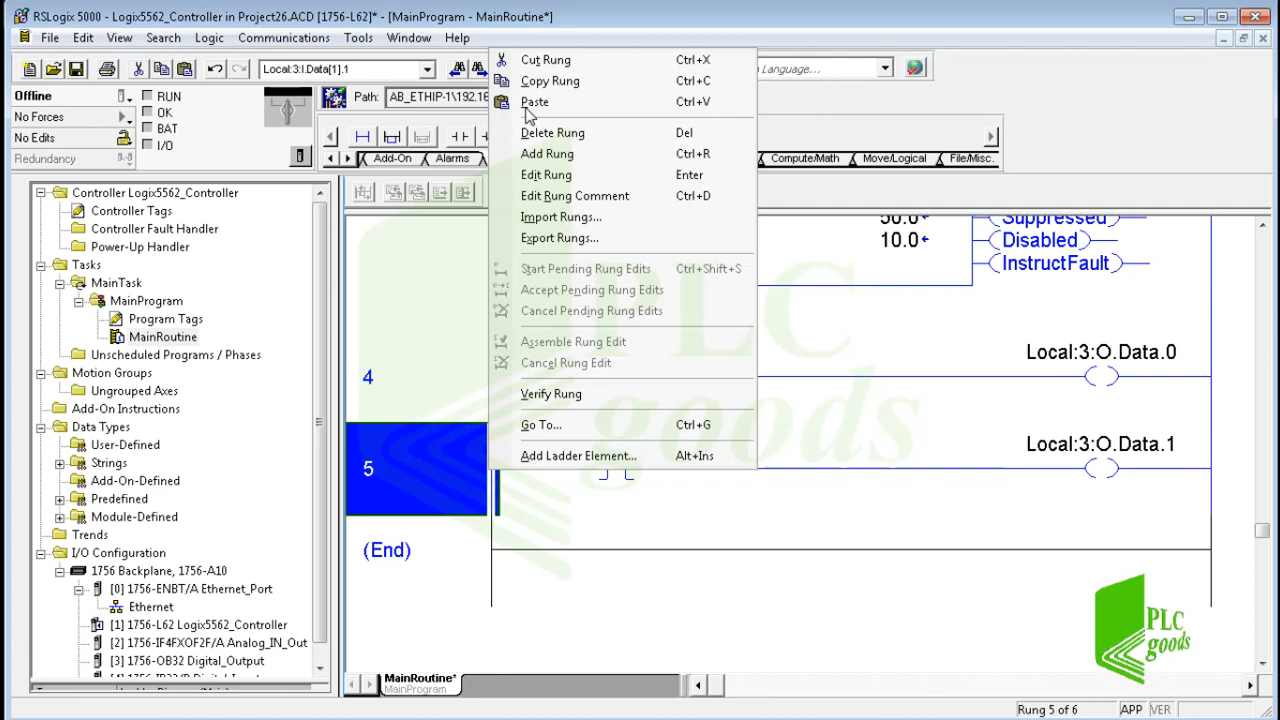 RSLogix 5000 - Logix5562_Controller in Project26.ACD [1756-L62]* - [MainProgram - MainRoutine*]
File Edit View Search Logic Communications Tools Window Help
Local:3:I.Data[1].1
Language...
Offline
RUN
No Forces
OK
No Edits
BAT
Redundancy
I/O
Path: AB_ETHIP-1\192.16
Add-On Alarms
Compute/Math Move/Logical File/Misc.
Cut Rung Ctrl+X
Copy Rung Ctrl+C
Paste Ctrl+V
Delete Rung Del
Add Rung Ctrl+R
Edit Rung Enter
Edit Rung Comment Ctrl+D
Import Rungs...
Export Rungs...
Start Pending Rung Edits Ctrl+Shift+S
Accept Pending Rung Edits
Cancel Pending Rung Edits
Assemble Rung Edit
Cancel Rung Edit
Verify Rung
Go To... Ctrl+G
Add Ladder Element... Alt+Ins
Controller Logix5562_Controller
Controller Tags
Controller Fault Handler
Power-Up Handler
Tasks
MainTask
MainProgram
Program Tags
MainRoutine
Unscheduled Programs / Phases
Motion Groups
Ungrouped Axes
Add-On Instructions
Data Types
User-Defined
Strings
Add-On-Defined
Predefined
Module-Defined
Trends
I/O Configuration
1756 Backplane, 1756-A10
[0] 1756-ENBT/A Ethernet_Port
Ethernet
[1] 1756-L62 Logix5562_Controller
[2] 1756-IF4FXOF2F/A Analog_IN_Out
[3] 1756-OB32 Digital_Output
50.0 Suppressed
10.0 Disabled
InstructFault
Local:3:O.Data.0
4
Local:3:O.Data.1
5
(End)
PLC
goods
PLC
goods
MainRoutine*
MainProgram
Rung 5 of 6
APP
VER